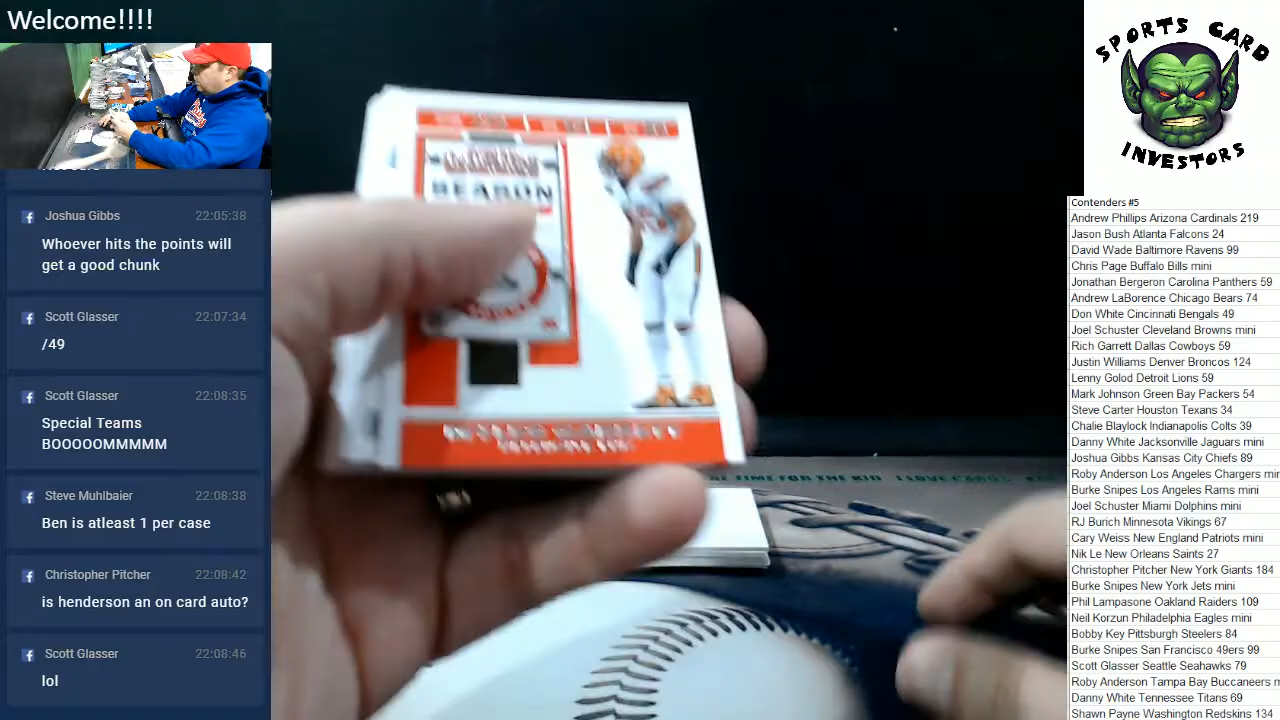 Welcome!!!!
Joshua Gibbs 22:05:38
Whoever hits the points will
get a good chunk
Scott Glasser 22:07:34
/49
Scott Glasser 22:08:35
Special Teams
BOOOOOMMMMM
Steve Muhlbaier 22:08:38
Ben is atleast 1 per case
Christopher Pitcher 22:08:42
is henderson an on card auto?
Scott Glasser 22:08:46
lol
SEASON
TIME FOR THE KID I LOVE
SPORTS CARD
INVESTORS
Contenders #5
Andrew Phillips Arizona Cardinals 219
Jason Bush Atlanta Falcons 24
David Wade Baltimore Ravens 99
Chris Page Buffalo Bills mini
Jonathan Bergeron Carolina Panthers 59
Andrew LaBorence Chicago Bears 74
Don White Cincinnati Bengals 49
Joel Schuster Cleveland Browns mini
Rich Garrett Dallas Cowboys 59
Justin Williams Denver Broncos 124
Lenny Golod Detroit Lions 59
Mark Johnson Green Bay Packers 54
Steve Carter Houston Texans 34
Chalie Blaylock Indianapolis Colts 39
Danny White Jacksonville Jaguars mini
Joshua Gibbs Kansas City Chiefs 89
Roby Anderson Los Angeles Chargers mir
Burke Snipes Los Angeles Rams mini
Joel Schuster Miami Dolphins mini
RJ Burich Minnesota Vikings 67
Cary Weiss New England Patriots mini
Nik Le New Orleans Saints 27
Christopher Pitcher New York Giants 184
Burke Snipes New York Jets mini
Phil Lampasone Oakland Raiders 109
Neil Korzun Philadelphia Eagles mini
Bobby Key Pittsburgh Steelers 84
Burke Snipes San Francisco 49ers 99
Scott Glasser Seattle Seahawks 79
Roby Anderson Tampa Bay Buccaneers m
Danny White Tennessee Titans 69
Shawn Payne Washington Redskins 134